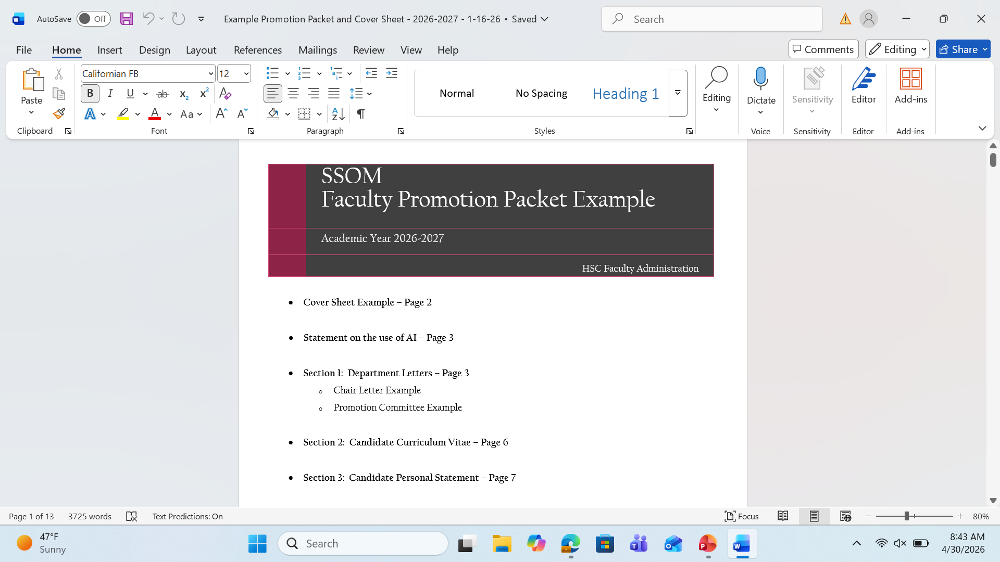 AutoSave
Off
Example Promotion Packet and Cover Sheet - 2026-2027 - 1-16-26 • Saved
Search
File
Home
Insert
Design
Layout
References
Mailings
Review
View
Help
Comments
Editing
Share
Paste
Clipboard
Californian FB
12
Font
Paragraph
Normal
No Spacing
Heading 1
Styles
Editing
Dictate
Voice
Sensitivity
Sensitivity
Editor
Editor
Add-ins
Add-ins
SSOM
Faculty Promotion Packet Example
Academic Year 2026-2027
HSC Faculty Administration
• Cover Sheet Example – Page 2
• Statement on the use of AI – Page 3
• Section 1: Department Letters – Page 3
o Chair Letter Example
o Promotion Committee Example
• Section 2: Candidate Curriculum Vitae – Page 6
• Section 3: Candidate Personal Statement – Page 7
Page 1 of 13
3725 words
Text Predictions: On
Focus
80%
47°F
Sunny
Search
8:43 AM
4/30/2026